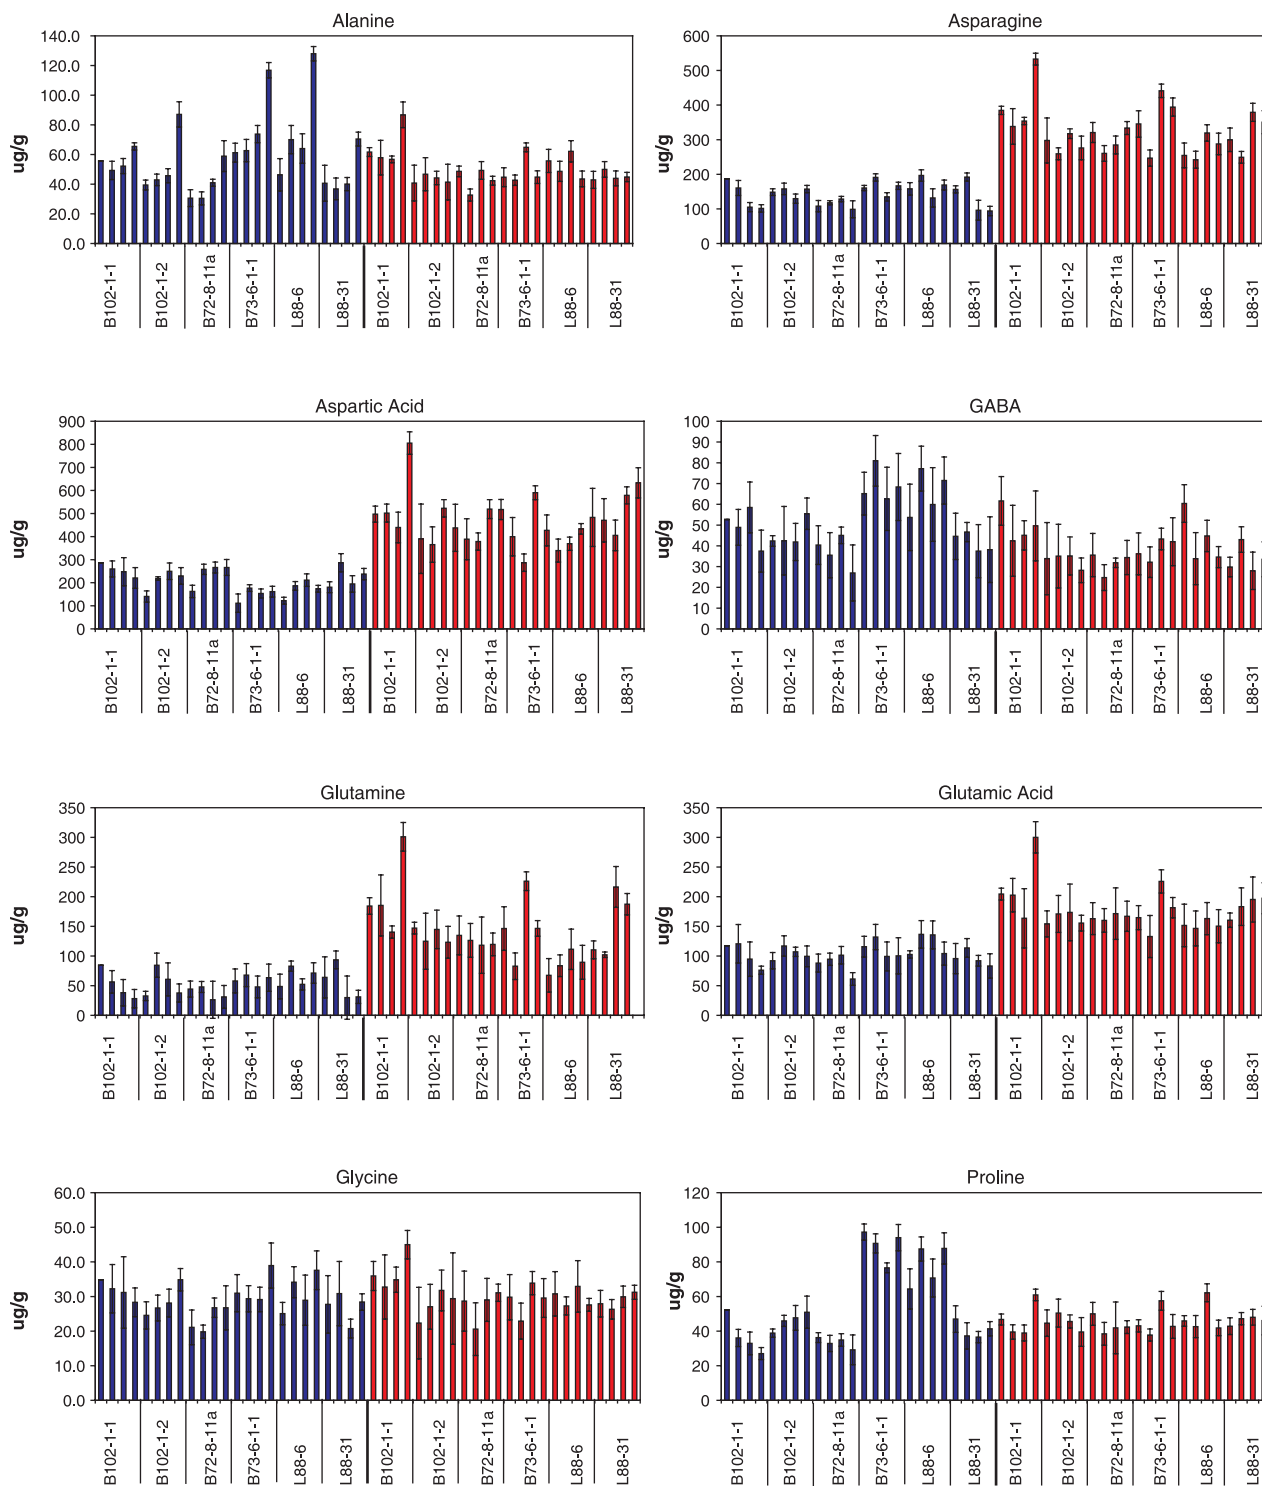 Alanine
140.0
120.0
100.0
80.0
60.0
40.0
20.0
0.0
ug/g
B102-1-1
B102-1-2
B72-8-11a
B73-6-1-1
L88-6
L88-31
B102-1-1
B102-1-2
B72-8-11a
B73-6-1-1
L88-6
L88-31
Asparagine
600
500
400
300
200
100
0
ug/g
B102-1-1
B102-1-2
B72-8-11a
B73-6-1-1
L88-6
L88-31
B102-1-1
B102-1-2
B72-8-11a
B73-6-1-1
L88-6
L88-31
Aspartic Acid
900
800
700
600
500
400
300
200
100
0
ug/g
B102-1-1
B102-1-2
B72-8-11a
B73-6-1-1
L88-6
L88-31
B102-1-1
B102-1-2
B72-8-11a
B73-6-1-1
L88-6
L88-31
GABA
100
90
80
70
60
50
40
30
20
10
0
ug/g
B102-1-1
B102-1-2
B72-8-11a
B73-6-1-1
L88-6
L88-31
B102-1-1
B102-1-2
B72-8-11a
B73-6-1-1
L88-6
L88-31
Glutamine
350
300
250
200
150
100
50
0
ug/g
B102-1-1
B102-1-2
B72-8-11a
B73-6-1-1
L88-6
L88-31
B102-1-1
B102-1-2
B72-8-11a
B73-6-1-1
L88-6
L88-31
Glutamic Acid
350
300
250
200
150
100
50
0
ug/g
B102-1-1
B102-1-2
B72-8-11a
B73-6-1-1
L88-6
L88-31
B102-1-1
B102-1-2
B72-8-11a
B73-6-1-1
L88-6
L88-31
Glycine
60.0
50.0
40.0
30.0
20.0
10.0
0.0
ug/g
B102-1-1
B102-1-2
B72-8-11a
B73-6-1-1
L88-6
L88-31
B102-1-1
B102-1-2
B72-8-11a
B73-6-1-1
L88-6
L88-31
Proline
120
100
80
60
40
20
0
ug/g
B102-1-1
B102-1-2
B72-8-11a
B73-6-1-1
L88-6
L88-31
B102-1-1
B102-1-2
B72-8-11a
B73-6-1-1
L88-6
L88-31